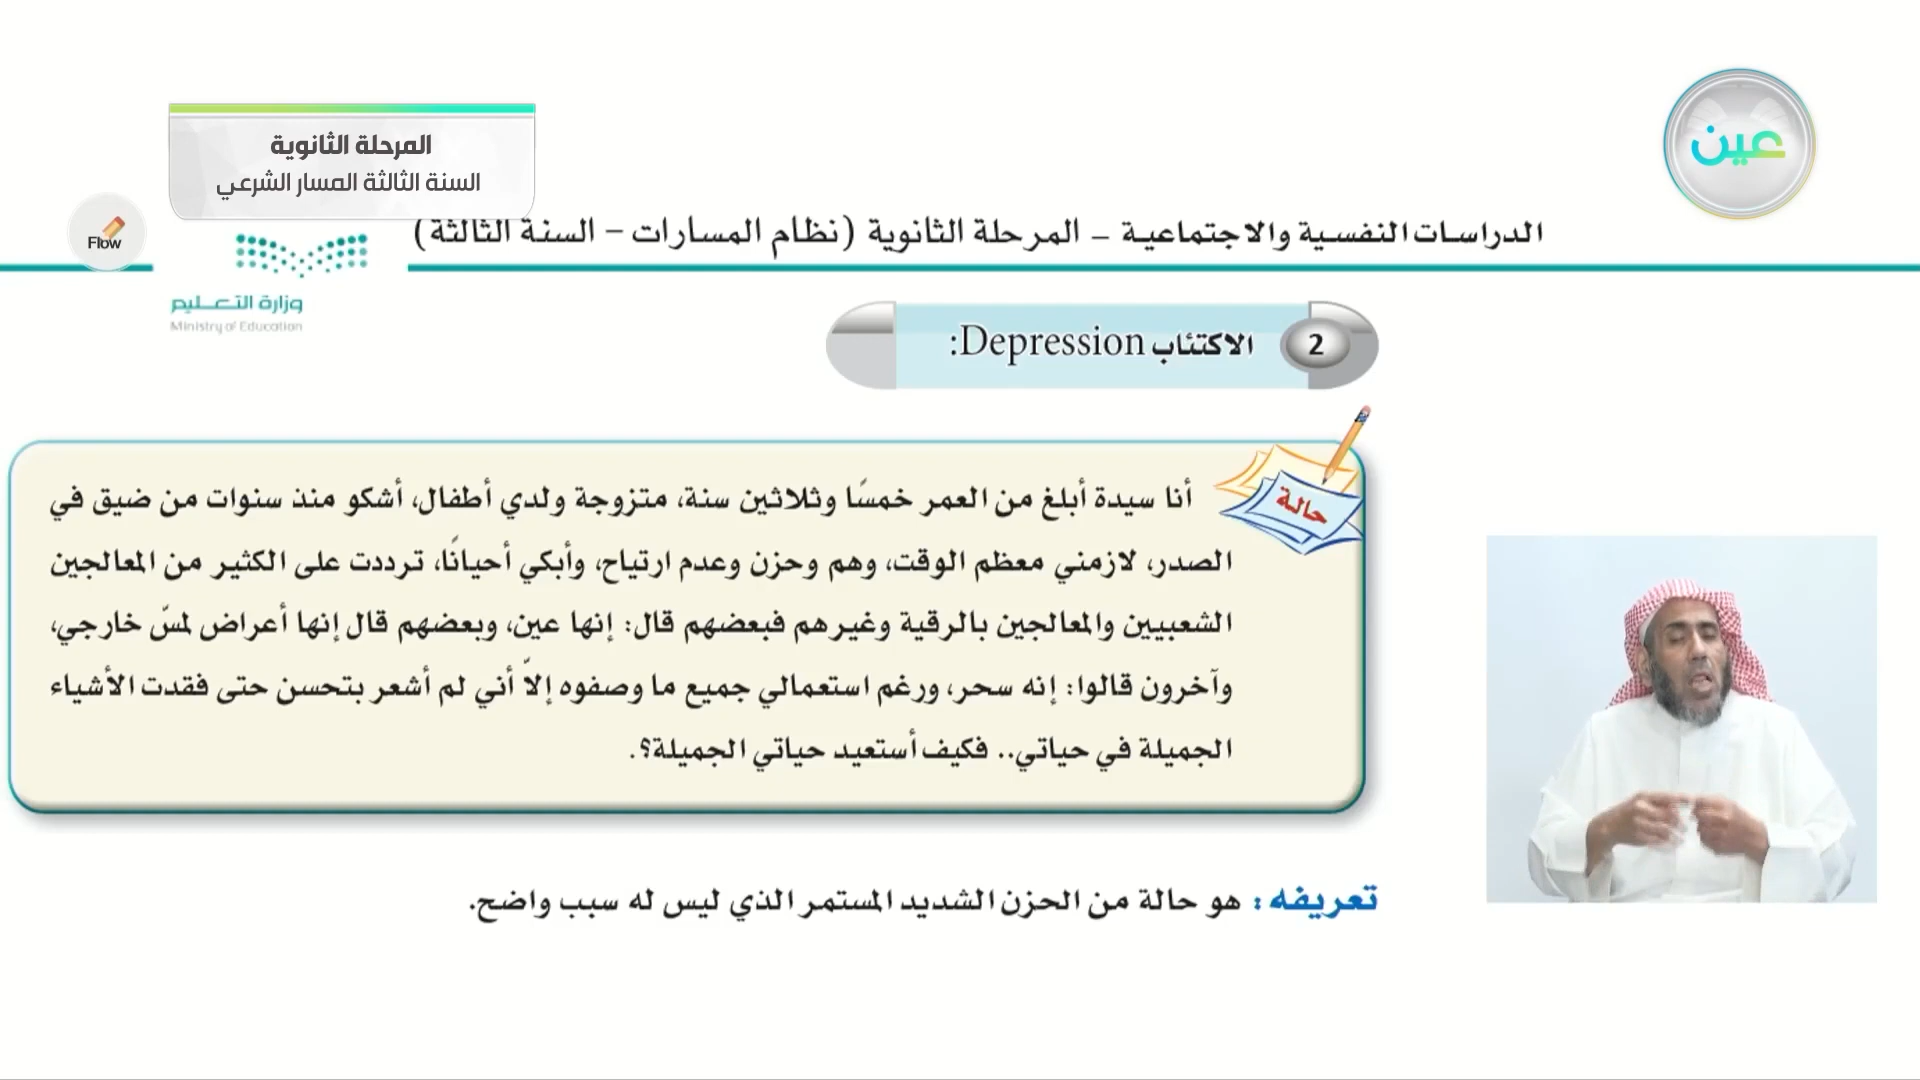 عين
المرحلة الثانوية
السنة الثالثة المسار الشرعي
الدراسات النفسية والاجتماعية – المرحلة الثانوية (نظام المسارات – السنة الثالثة)
Flow
وزارة التعليم
Ministry of Education
2 الاكتئاب Depression:
حالة
أنا سيدة أبلغ من العمر خمسًا وثلاثين سنة، متزوجة ولدي أطفال، أشكو منذ سنوات من ضيق في
الصدر، لازمني معظم الوقت، وهم وحزن وعدم ارتياح، وأبكي أحيانًا، ترددت على الكثير من المعالجين
الشعبيين والمعالجين بالرقية وغيرهم فبعضهم قال: إنها عين، وبعضهم قال إنها أعراض لمسّ خارجي،
وآخرون قالوا: إنه سحر، ورغم استعمالي جميع ما وصفوه إلاّ أني لم أشعر بتحسن حتى فقدت الأشياء
الجميلة في حياتي.. فكيف أستعيد حياتي الجميلة؟.
تعريفه : هو حالة من الحزن الشديد المستمر الذي ليس له سبب واضح.